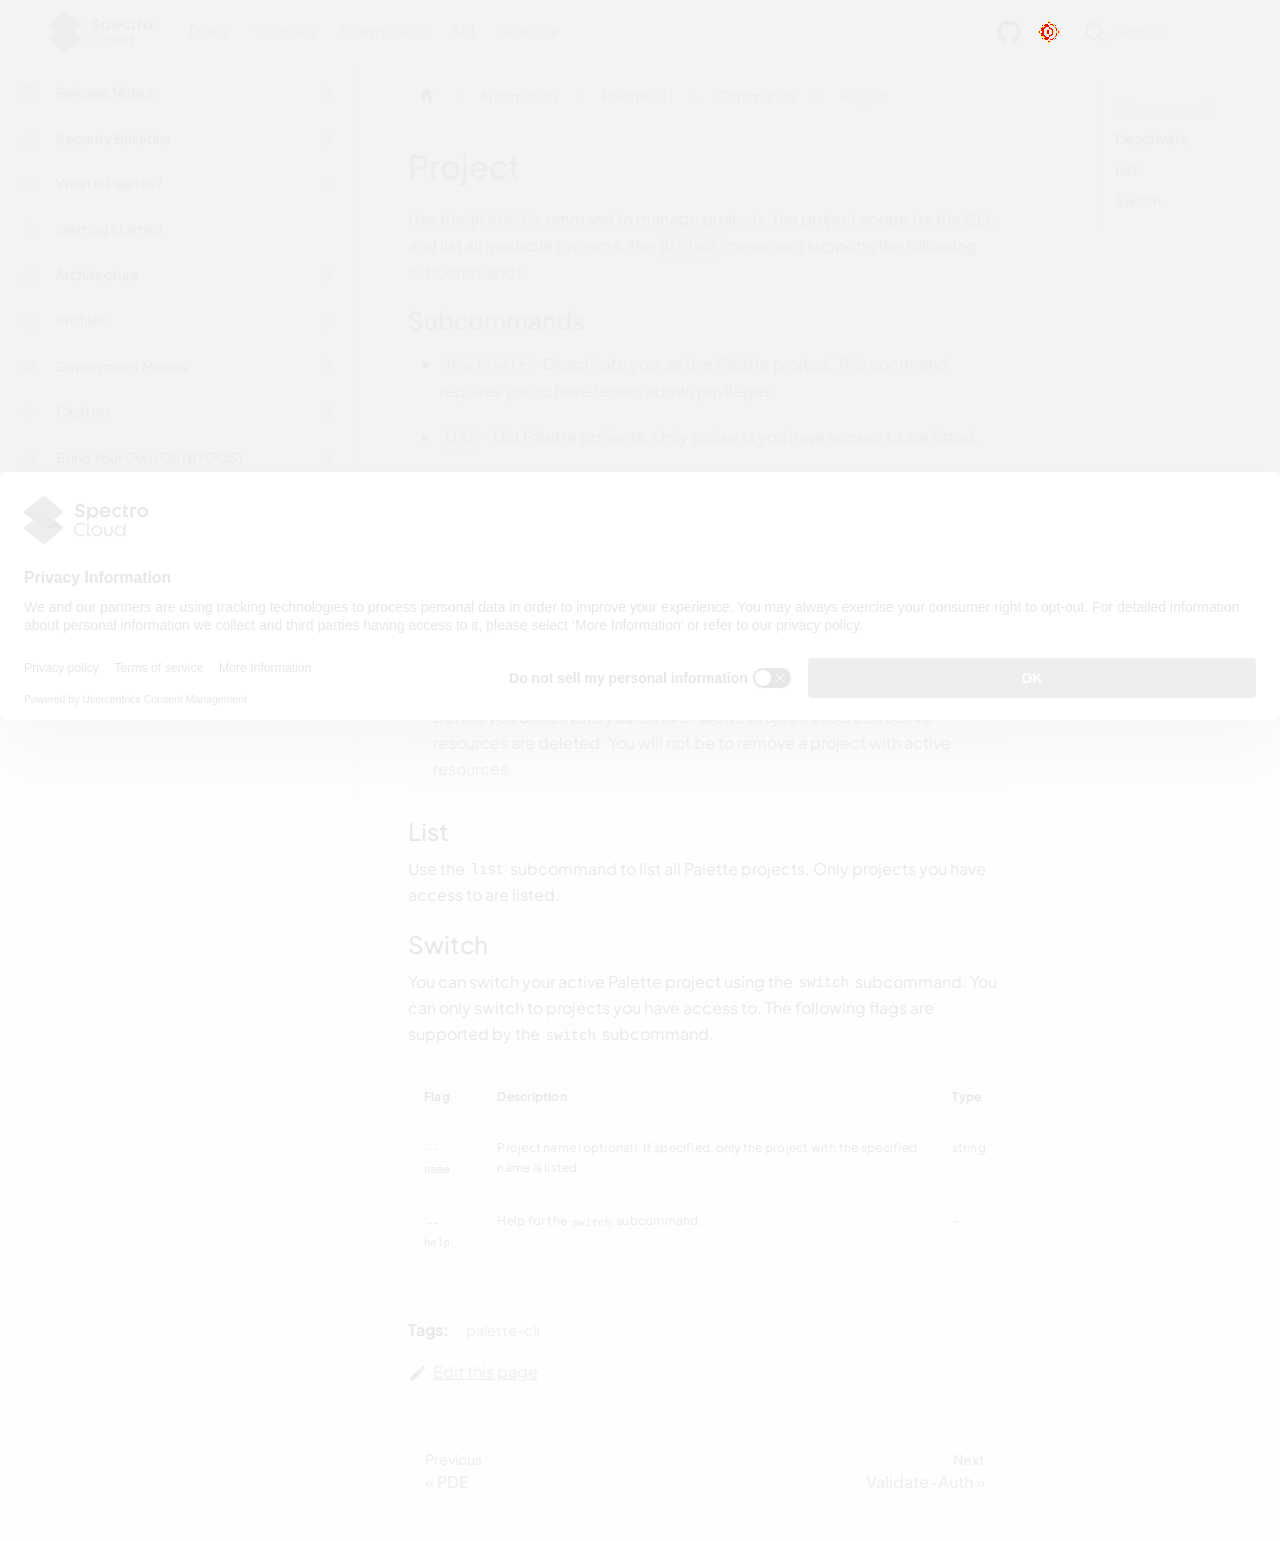 Spectro Cloud
Docs Tutorials Downloads API latest
Search
Release Notes
Security Bulletins
What is Palette?
Getting Started
Architecture
Profiles
Deployment Modes
Clusters
Bring Your Own OS (BYOOS)
Automation
Palette CLI
Commands
Project
Subcommands
Deactivate
List
Switch
Project
Use the project command to manage projects, the project scope for the CLI
and list all available projects. The project command supports the following
subcommands.
Subcommands
deactivate - Deactivate your active Palette project. This command
requires you to have tenant admin privileges.
list - List Palette projects. Only projects you have access to are listed.
Spectro Cloud
Privacy Information
We and our partners are using tracking technologies to process personal data in order to improve your experience. You may always exercise your consumer right to opt-out. For detailed information
about personal information we collect and third parties having access to it, please select 'More Information' or refer to our privacy policy.
Privacy policy Terms of service More Information
Powered by Usercentrics Consent Management
Do not sell my personal information
OK
resources are deleted. You will not be to remove a project with active
resources.
List
Use the list subcommand to list all Palette projects. Only projects you have
access to are listed.
Switch
You can switch your active Palette project using the switch subcommand. You
can only switch to projects you have access to. The following flags are
supported by the switch subcommand.
Flag Description Type
--name Project name (optional). If specified, only the project with the specified name is listed. string
--help Help for the switch subcommand. -
Tags: palette-cli
Edit this page
Previous
« PDE
Next
Validate-Auth »